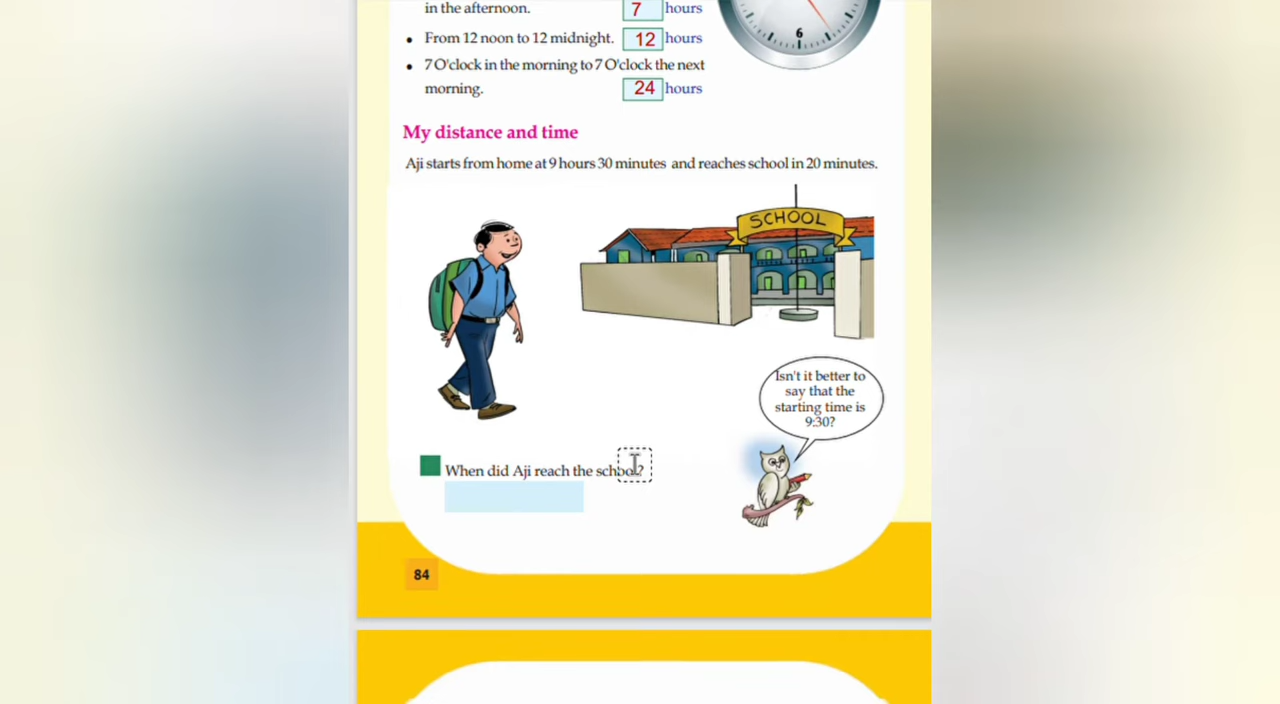 in the afternoon. 7 hours
• From 12 noon to 12 midnight. 12 hours
• 7 O'clock in the morning to 7 O'clock the next
morning. 24 hours
6
My distance and time
Aji starts from home at 9 hours 30 minutes and reaches school in 20 minutes.
SCHOOL
Isn't it better to
say that the
starting time is
9:30?
When did Aji reach the school?
84